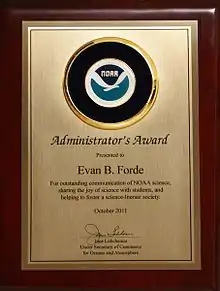 NOAA
Administrator's Award
Presented to
Evan B. Forde
For outstanding communication of NOAA science,
sharing the joy of science with students, and
helping to foster a science-literate society.
October 2011
Jane Lubchenco
Under Secretary of Commerce
for Oceans and Atmosphere